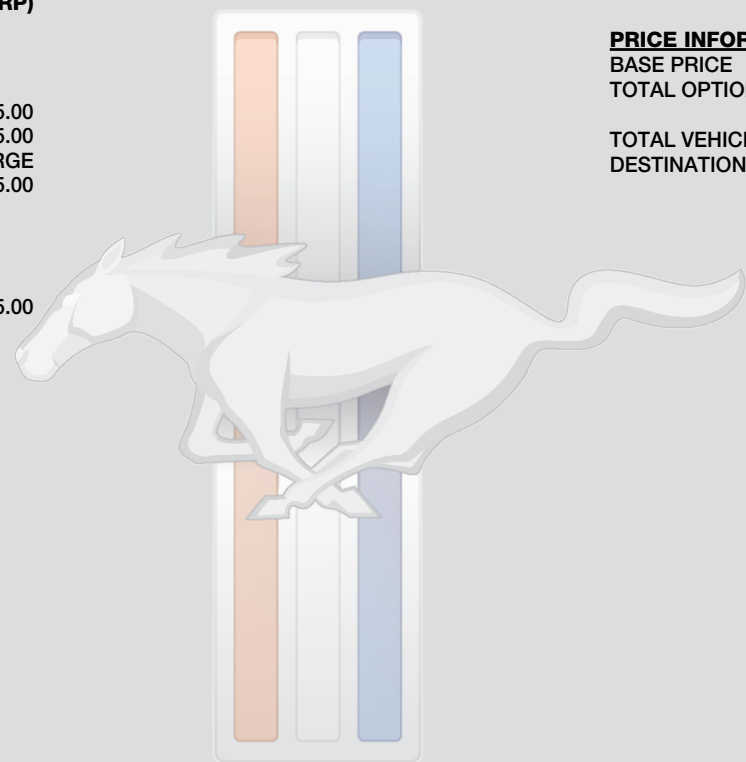 RP)
5.00
5.00
RGE
5.00
5.00
PRICE INFOR
BASE PRICE
TOTAL OPTIO
TOTAL VEHICL
DESTINATION